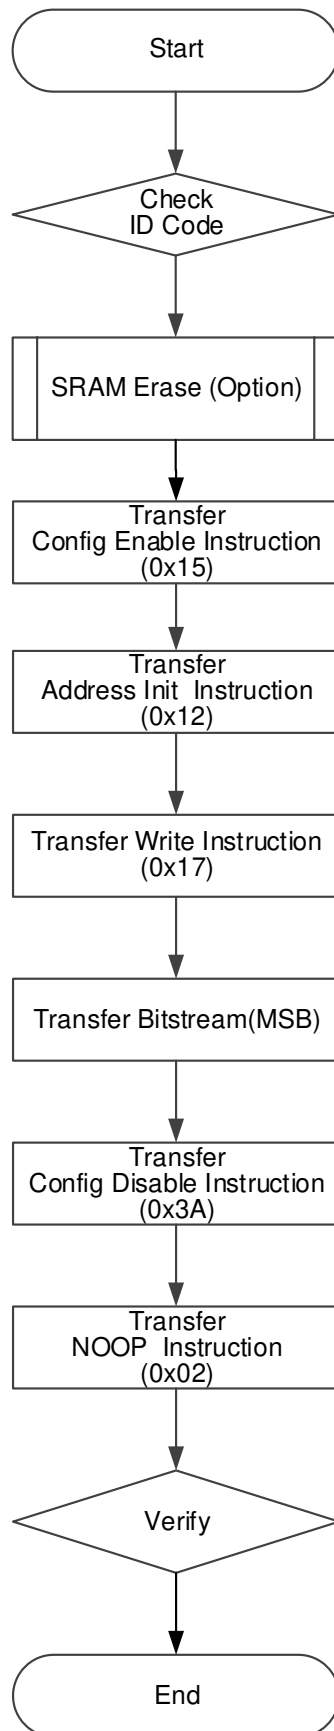 Start
Check
ID Code
SRAM Erase (Option)
Transfer
Config Enable Instruction
(0x15)
Transfer
Address Init  Instruction
(0x12)
Transfer Write Instruction
(0x17)
Transfer Bitstream(MSB)
Transfer
Config Disable Instruction
(0x3A)
Transfer
NOOP  Instruction
(0x02)
Verify
End